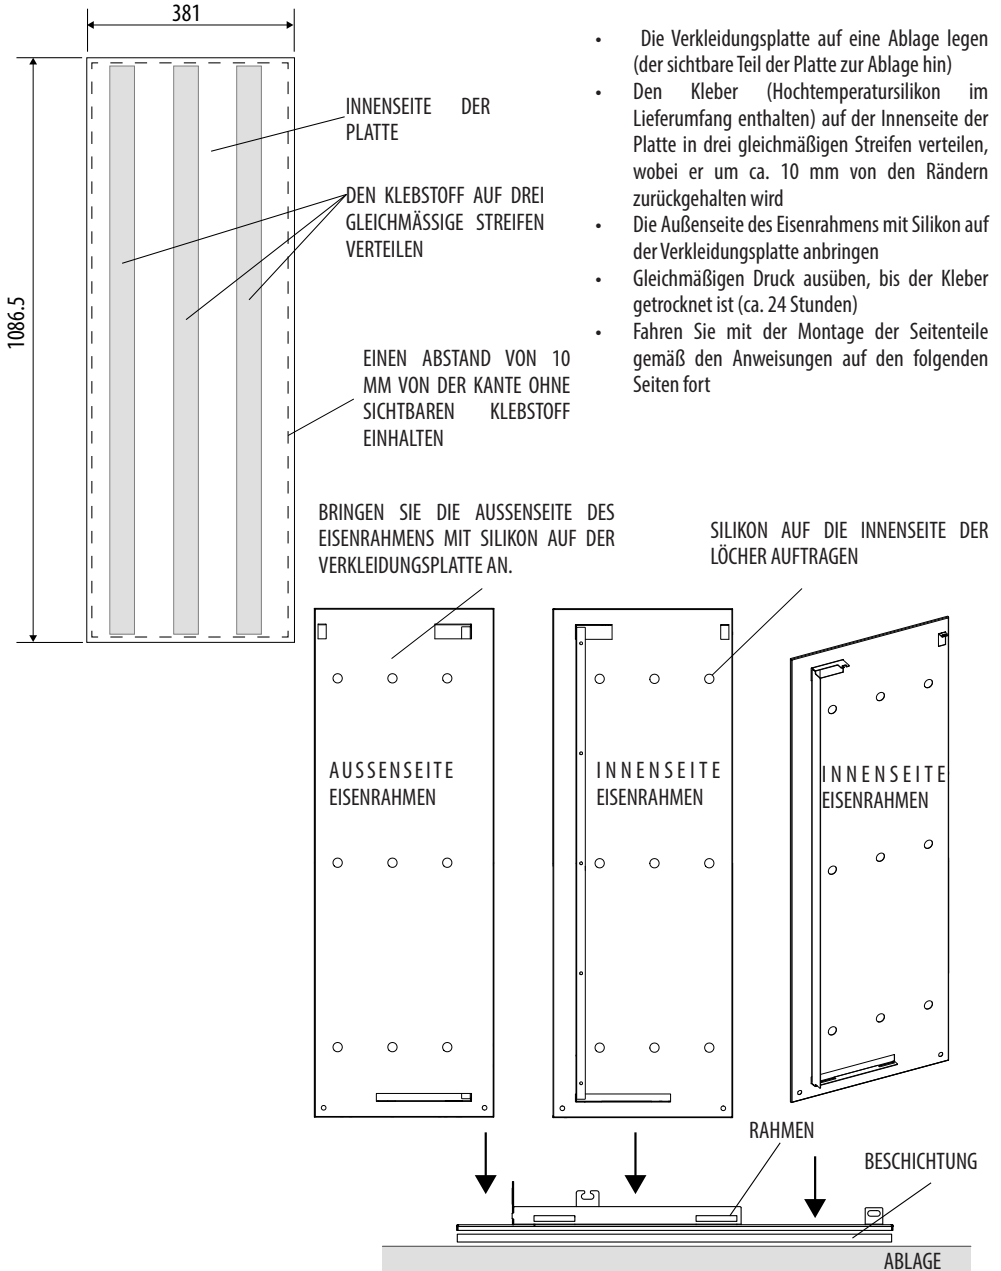 381
1086.5
INNENSEITE DER
PLATTE
DEN KLEBSTOFF AUF DREI
GLEICHMÄSSIGE STREIFEN
VERTEILEN
EINEN ABSTAND VON 10
MM VON DER KANTE OHNE
SICHTBAREN KLEBSTOFF
EINHALTEN
• Die Verkleidungsplatte auf eine Ablage legen
(der sichtbare Teil der Platte zur Ablage hin)
• Den Kleber (Hochtemperatursilikon im
Lieferumfang enthalten) auf der Innenseite der
Platte in drei gleichmäßigen Streifen verteilen,
wobei er um ca. 10 mm von den Rändern
zurückgehalten wird
• Die Außenseite des Eisenrahmens mit Silikon auf
der Verkleidungsplatte anbringen
• Gleichmäßigen Druck ausüben, bis der Kleber
getrocknet ist (ca. 24 Stunden)
• Fahren Sie mit der Montage der Seitenteile
gemäß den Anweisungen auf den folgenden
Seiten fort
BRINGEN SIE DIE AUSSENSEITE DES
EISENRAHMENS MIT SILIKON AUF DER
VERKLEIDUNGSPLATTE AN.
SILIKON AUF DIE INNENSEITE DER
LÖCHER AUFTRAGEN
AUSSENSEITE
EISENRAHMEN
INNENSEITE
EISENRAHMEN
INNENSEITE
EISENRAHMEN
RAHMEN
BESCHICHTUNG
ABLAGE